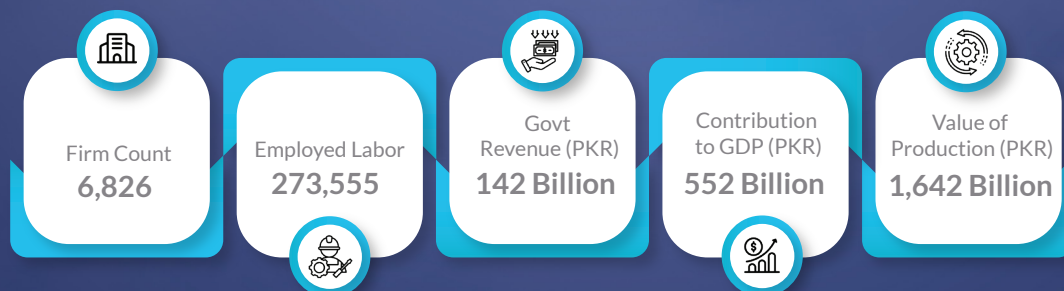 Firm Count
6,826
Employed Labor
273,555
Govt
Revenue (PKR)
142 Billion
Contribution
to GDP (PKR)
552 Billion
Value of
Production (PKR)
1,642 Billion